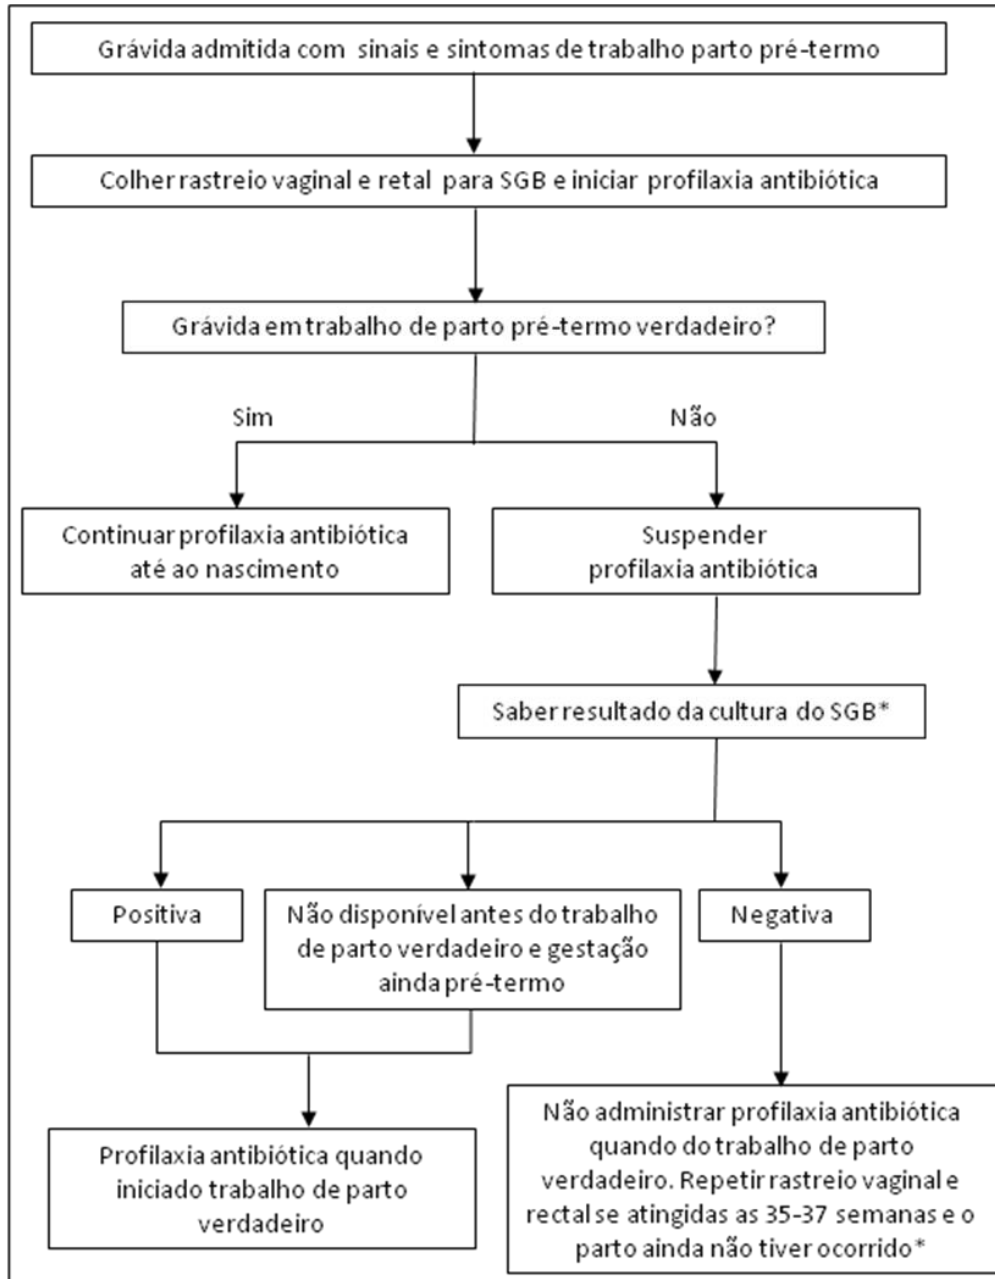 Grávida admitida com sinais e sintomas de trabalho parto pré-termo
Colher rastreio vaginal e retal para SGB e iniciar profilaxia antibiótica
Grávida em trabalho de parto pré-termo verdadeiro?
Sim
Não
Continuar profilaxia antibiótica
até ao nascimento
Suspender
profilaxia antibiótica
Saber resultado da cultura do SGB*
Positiva
Não disponível antes do trabalho
de parto verdadeiro e gestação
ainda pré-termo
Negativa
Profilaxia antibiótica quando
iniciado trabalho de parto
verdadeiro
Não administrar profilaxia antibiótica
quando do trabalho de parto
verdadeiro. Repetir rastreio vaginal e
rectal se atingidas as 35-37 semanas e o
parto ainda não tiver ocorrido*